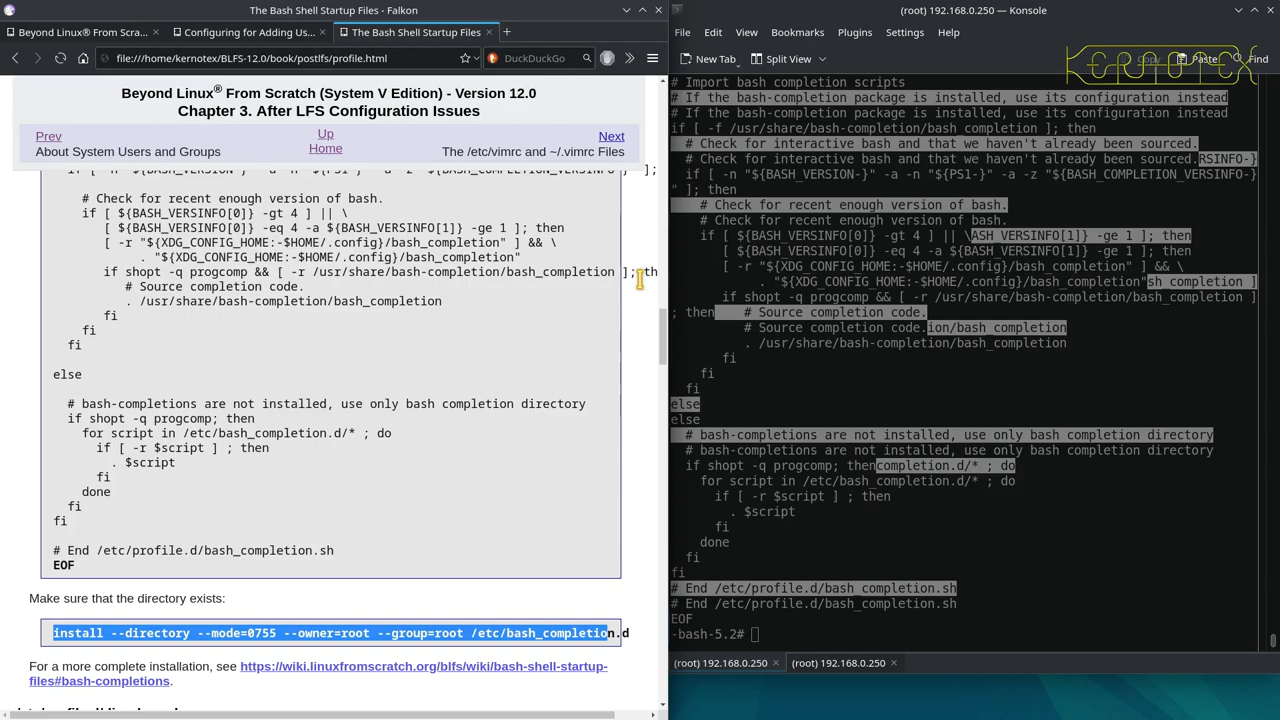 The Bash Shell Startup Files - Falkon
Beyond Linux® From Scra...
Configuring for Adding Us...
The Bash Shell Startup Files
file:///home/kernotex/BLFS-12.0/book/postlfs/profile.html
DuckDuckGo
Beyond Linux® From Scratch (System V Edition) - Version 12.0
Chapter 3. After LFS Configuration Issues
Prev
Up
Next
About System Users and Groups
Home
The /etc/vimrc and ~/.vimrc Files
# Check for recent enough version of bash.
if [ ${BASH_VERSINFO[0]} -gt 4 ] || \
[ ${BASH_VERSINFO[0]} -eq 4 -a ${BASH_VERSINFO[1]} -ge 1 ]; then
[ -r "${XDG_CONFIG_HOME:-$HOME/.config}/bash_completion" ] && \
. "${XDG_CONFIG_HOME:-$HOME/.config}/bash_completion"
if shopt -q progcomp && [ -r /usr/share/bash-completion/bash_completion ]; th
# Source completion code.
. /usr/share/bash-completion/bash_completion
fi
fi
fi
else
# bash-completions are not installed, use only bash completion directory
if shopt -q progcomp; then
for script in /etc/bash_completion.d/* ; do
if [ -r $script ] ; then
. $script
fi
done
fi
fi
# End /etc/profile.d/bash_completion.sh
EOF
Make sure that the directory exists:
install --directory --mode=0755 --owner=root --group=root /etc/bash_completion.d
For a more complete installation, see https://wiki.linuxfromscratch.org/blfs/wiki/bash-shell-startup-
files#bash-completions.
(root) 192.168.0.250 — Konsole
File Edit View Bookmarks Plugins Settings Help
New Tab Split View Copy Paste Find
KERNOTEX
# Import bash completion scripts
# If the bash-completion package is installed, use its configuration instead
# If the bash-completion package is installed, use its configuration instead
if [ -f /usr/share/bash-completion/bash_completion ]; then
# Check for interactive bash and that we haven't already been sourced.
# Check for interactive bash and that we haven't already been sourced.RSINFO-}
if [ -n "${BASH_VERSION-}" -a -n "${PS1-}" -a -z "${BASH_COMPLETION_VERSINFO-}
" ]; then
# Check for recent enough version of bash.
# Check for recent enough version of bash.
if [ ${BASH_VERSINFO[0]} -gt 4 ] || \ASH_VERSINFO[1]} -ge 1 ]; then
[ ${BASH_VERSINFO[0]} -eq 4 -a ${BASH_VERSINFO[1]} -ge 1 ]; then
[ -r "${XDG_CONFIG_HOME:-$HOME/.config}/bash_completion" ] && \
. "${XDG_CONFIG_HOME:-$HOME/.config}/bash_completion"sh_completion ]
if shopt -q progcomp && [ -r /usr/share/bash-completion/bash_completion ]
; then # Source completion code.
# Source completion code.ion/bash_completion
. /usr/share/bash-completion/bash_completion
fi
fi
fi
else
else
# bash-completions are not installed, use only bash completion directory
# bash-completions are not installed, use only bash completion directory
if shopt -q progcomp; thencompletion.d/* ; do
for script in /etc/bash_completion.d/* ; do
if [ -r $script ] ; then
. $script
fi
done
fi
fi
# End /etc/profile.d/bash_completion.sh
# End /etc/profile.d/bash_completion.sh
EOF
-bash-5.2#
(root) 192.168.0.250
(root) 192.168.0.250